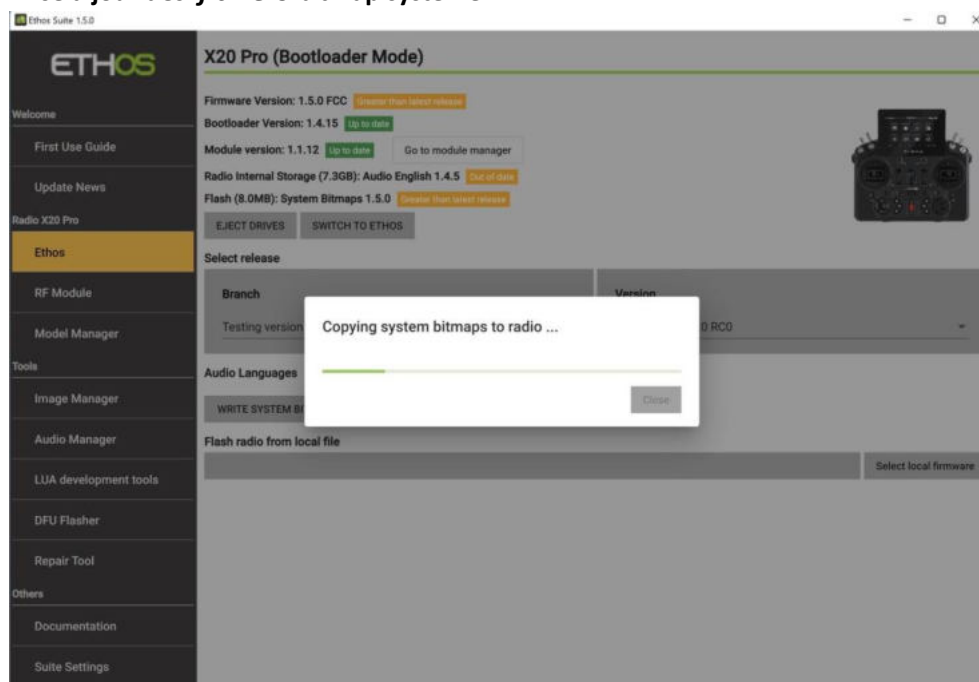 Ethos Suite 1.5.0
ETHOS
X20 Pro (Bootloader Mode)
Firmware Version: 1.5.0 FCC Greater than latest release
Bootloader Version: 1.4.15 Up to date
Module version: 1.1.12 Up to date Go to module manager
Radio Internal Storage (7.3GB): Audio English 1.4.5 Out of date
Flash (8.0MB): System Bitmaps 1.5.0 Greater than latest release
EJECT DRIVES SWITCH TO ETHOS
Welcome
First Use Guide
Update News
Radio X20 Pro
Ethos
RF Module
Model Manager
Tools
Image Manager
Audio Manager
LUA development tools
DFU Flasher
Repair Tool
Others
Documentation
Suite Settings
Select release
Branch Version
Testing version 0 RC0
Copying system bitmaps to radio ...
Close
Audio Languages
WRITE SYSTEM BI
Flash radio from local file
Select local firmware